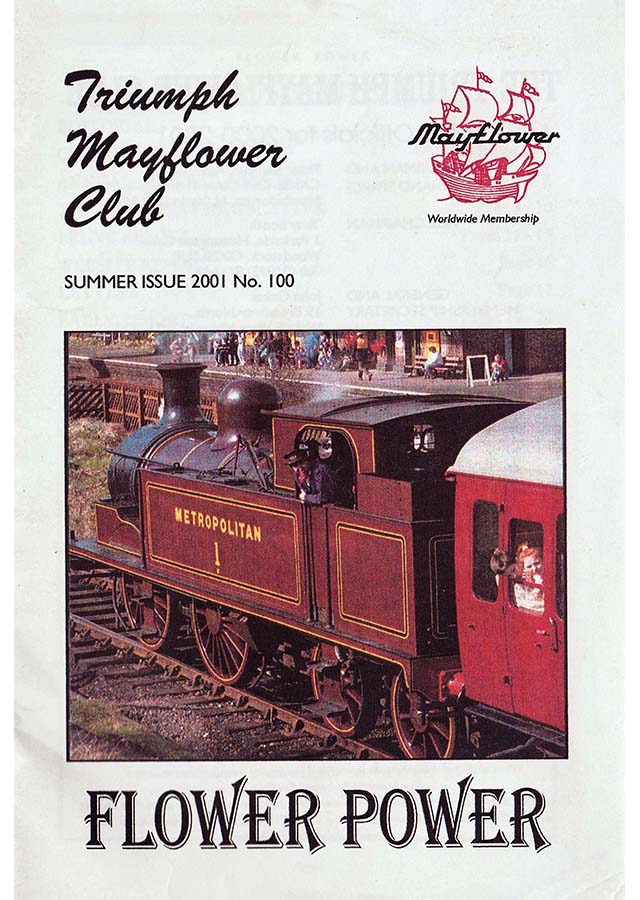 Triumph
Mayflower
Club
Mayflower
Worldwide Membership
SUMMER ISSUE 2001 No. 100
METROPOLITAN
1
FLOWER POWER